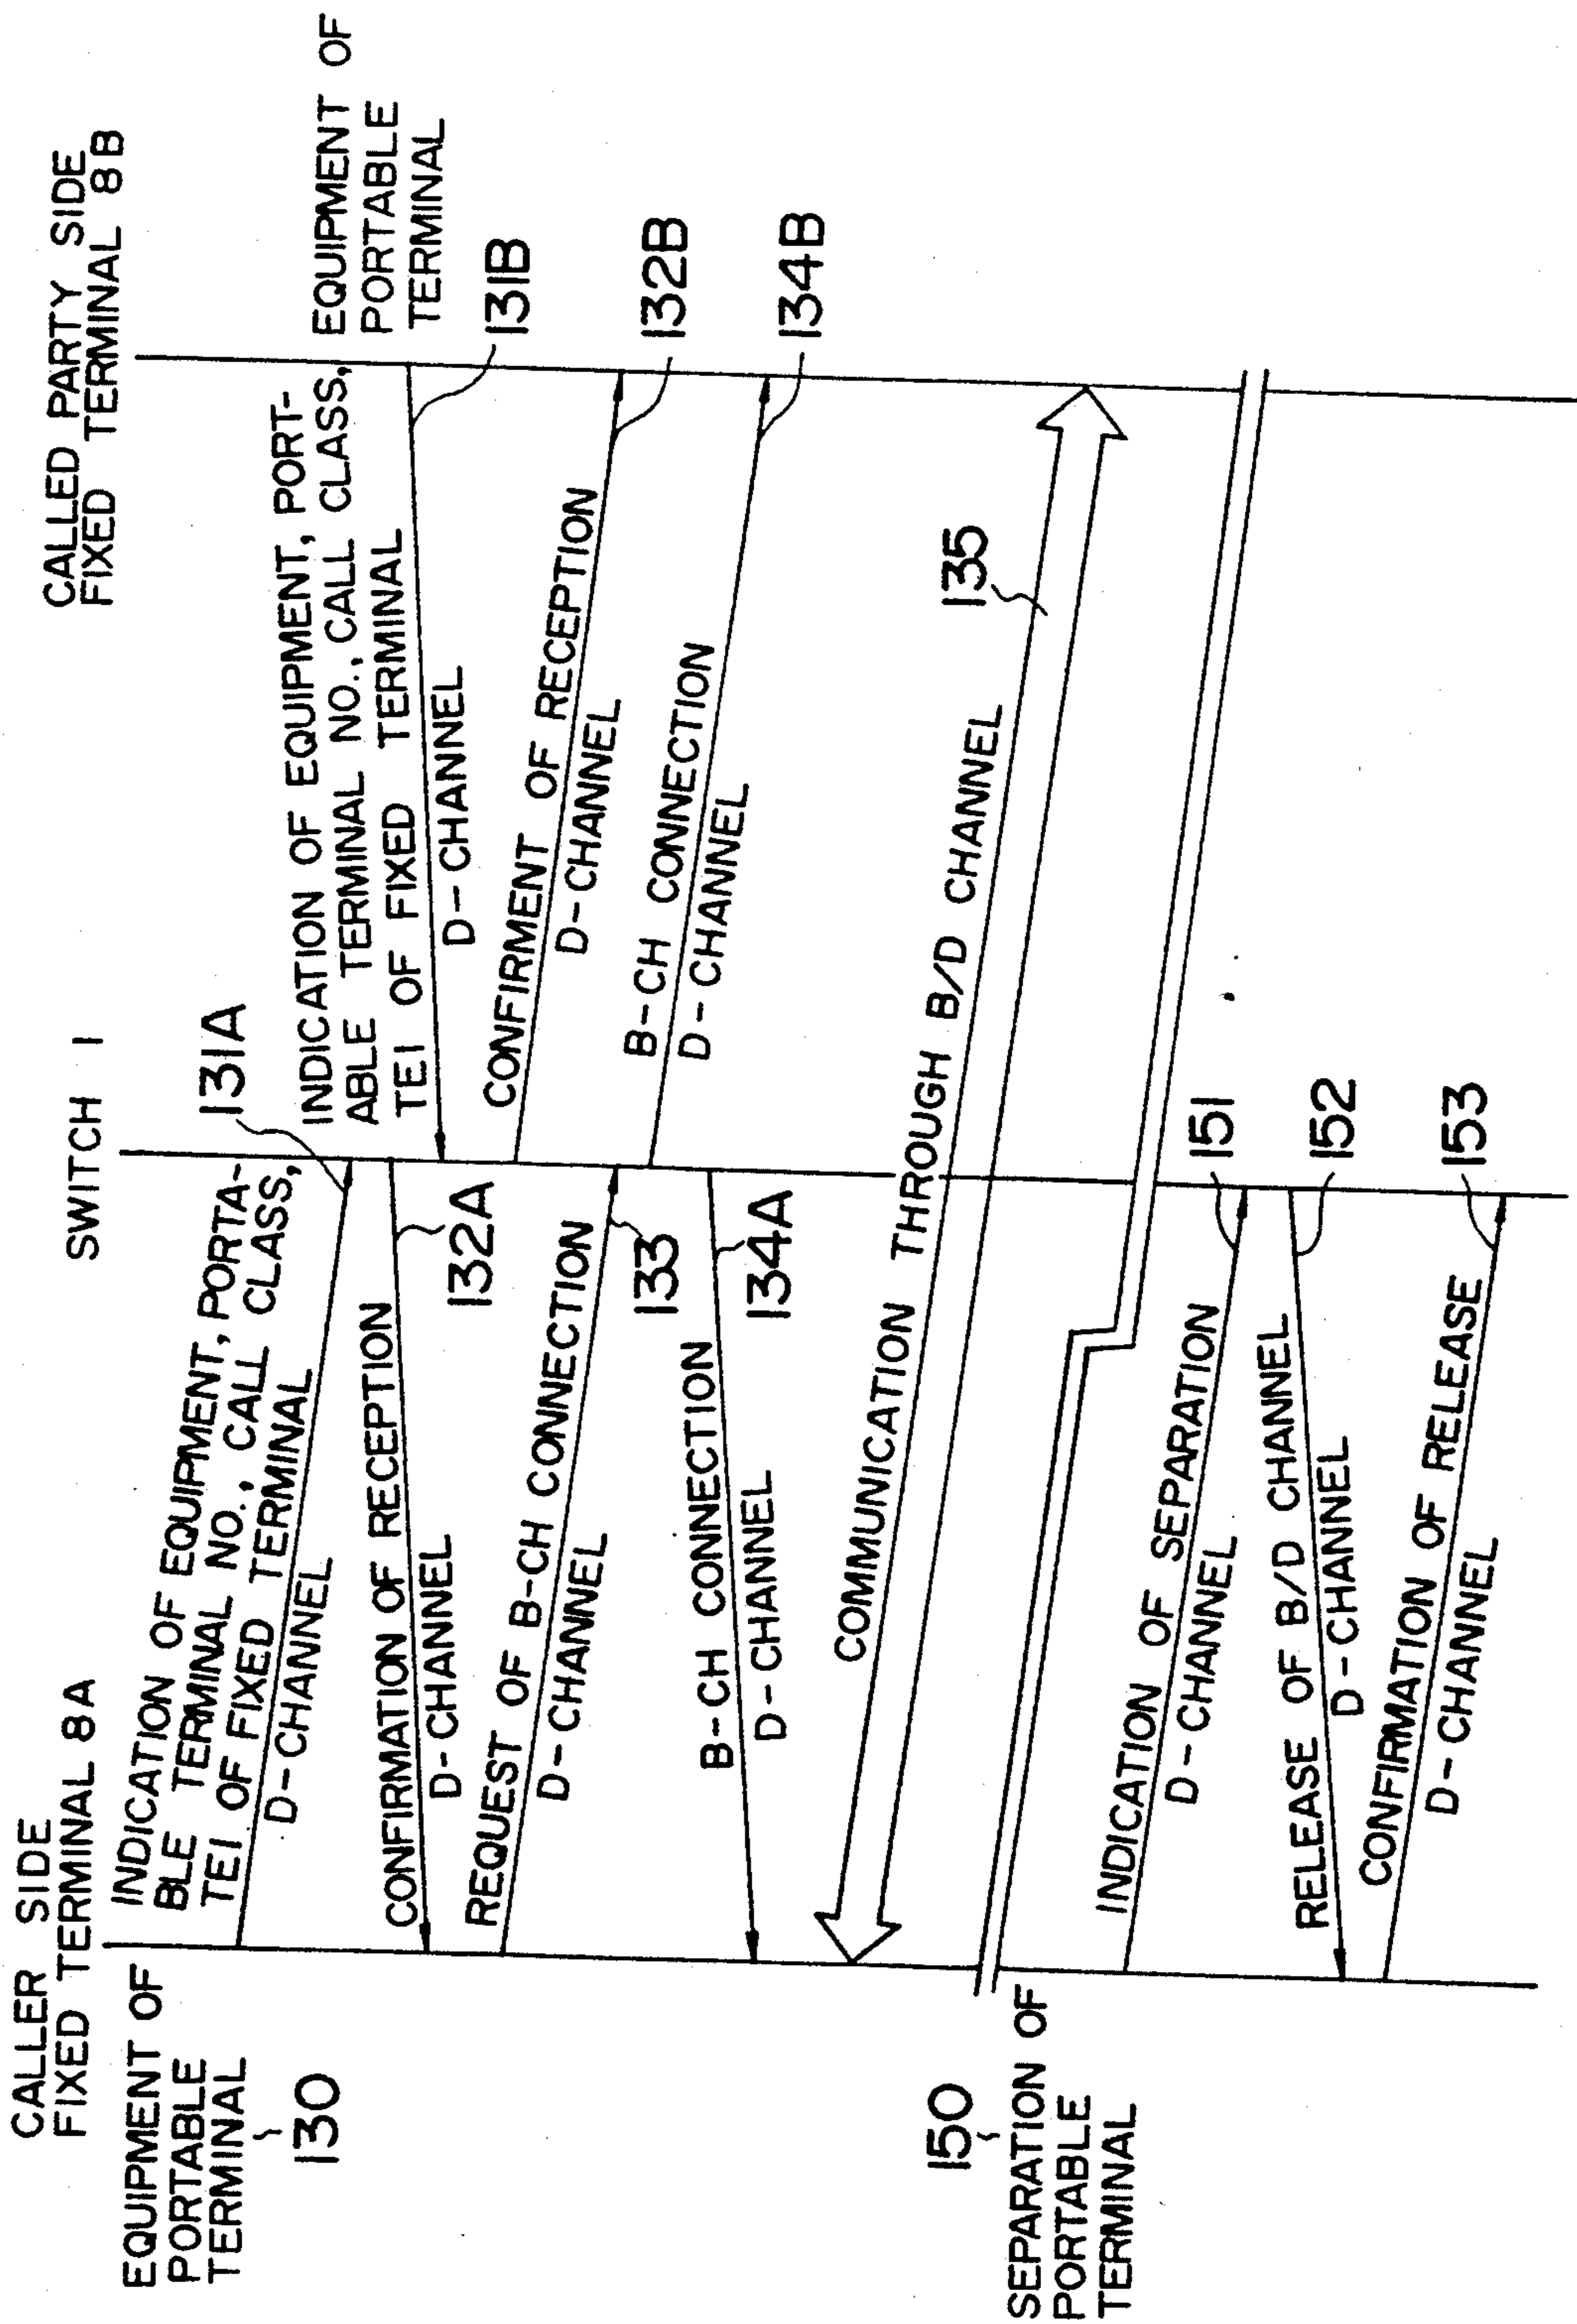 CALLER SIDE
FIXED TERMINAL 8A
SWITCH 1
CALLED PARTY SIDE
FIXED TERMINAL 8B
EQUIPMENT OF
PORTABLE
TERMINAL
130
INDICATION OF EQUIPMENT, PORTA-
BLE TERMINAL NO., CALL CLASS,
TEI OF FIXED TERMINAL
D-CHANNEL
131A
INDICATION OF EQUIPMENT, PORT-
ABLE TERMINAL NO., CALL CLASS,
TEI OF FIXED TERMINAL
D-CHANNEL
131B
EQUIPMENT OF
PORTABLE
TERMINAL
CONFIRMATION OF RECEPTION
D-CHANNEL
132A
CONFIRMENT OF RECEPTION
D-CHANNEL
132B
REQUEST OF B-CH CONNECTION
D-CHANNEL
133
B-CH CONNECTION
D-CHANNEL
134A
B-CH CONNECTION
D-CHANNEL
134B
COMMUNICATION THROUGH B/D CHANNEL
135
150
SEPARATION OF
PORTABLE
TERMINAL
INDICATION OF SEPARATION
D-CHANNEL
151
RELEASE OF B/D CHANNEL
D-CHANNEL
152
CONFIRMATION OF RELEASE
D-CHANNEL
153